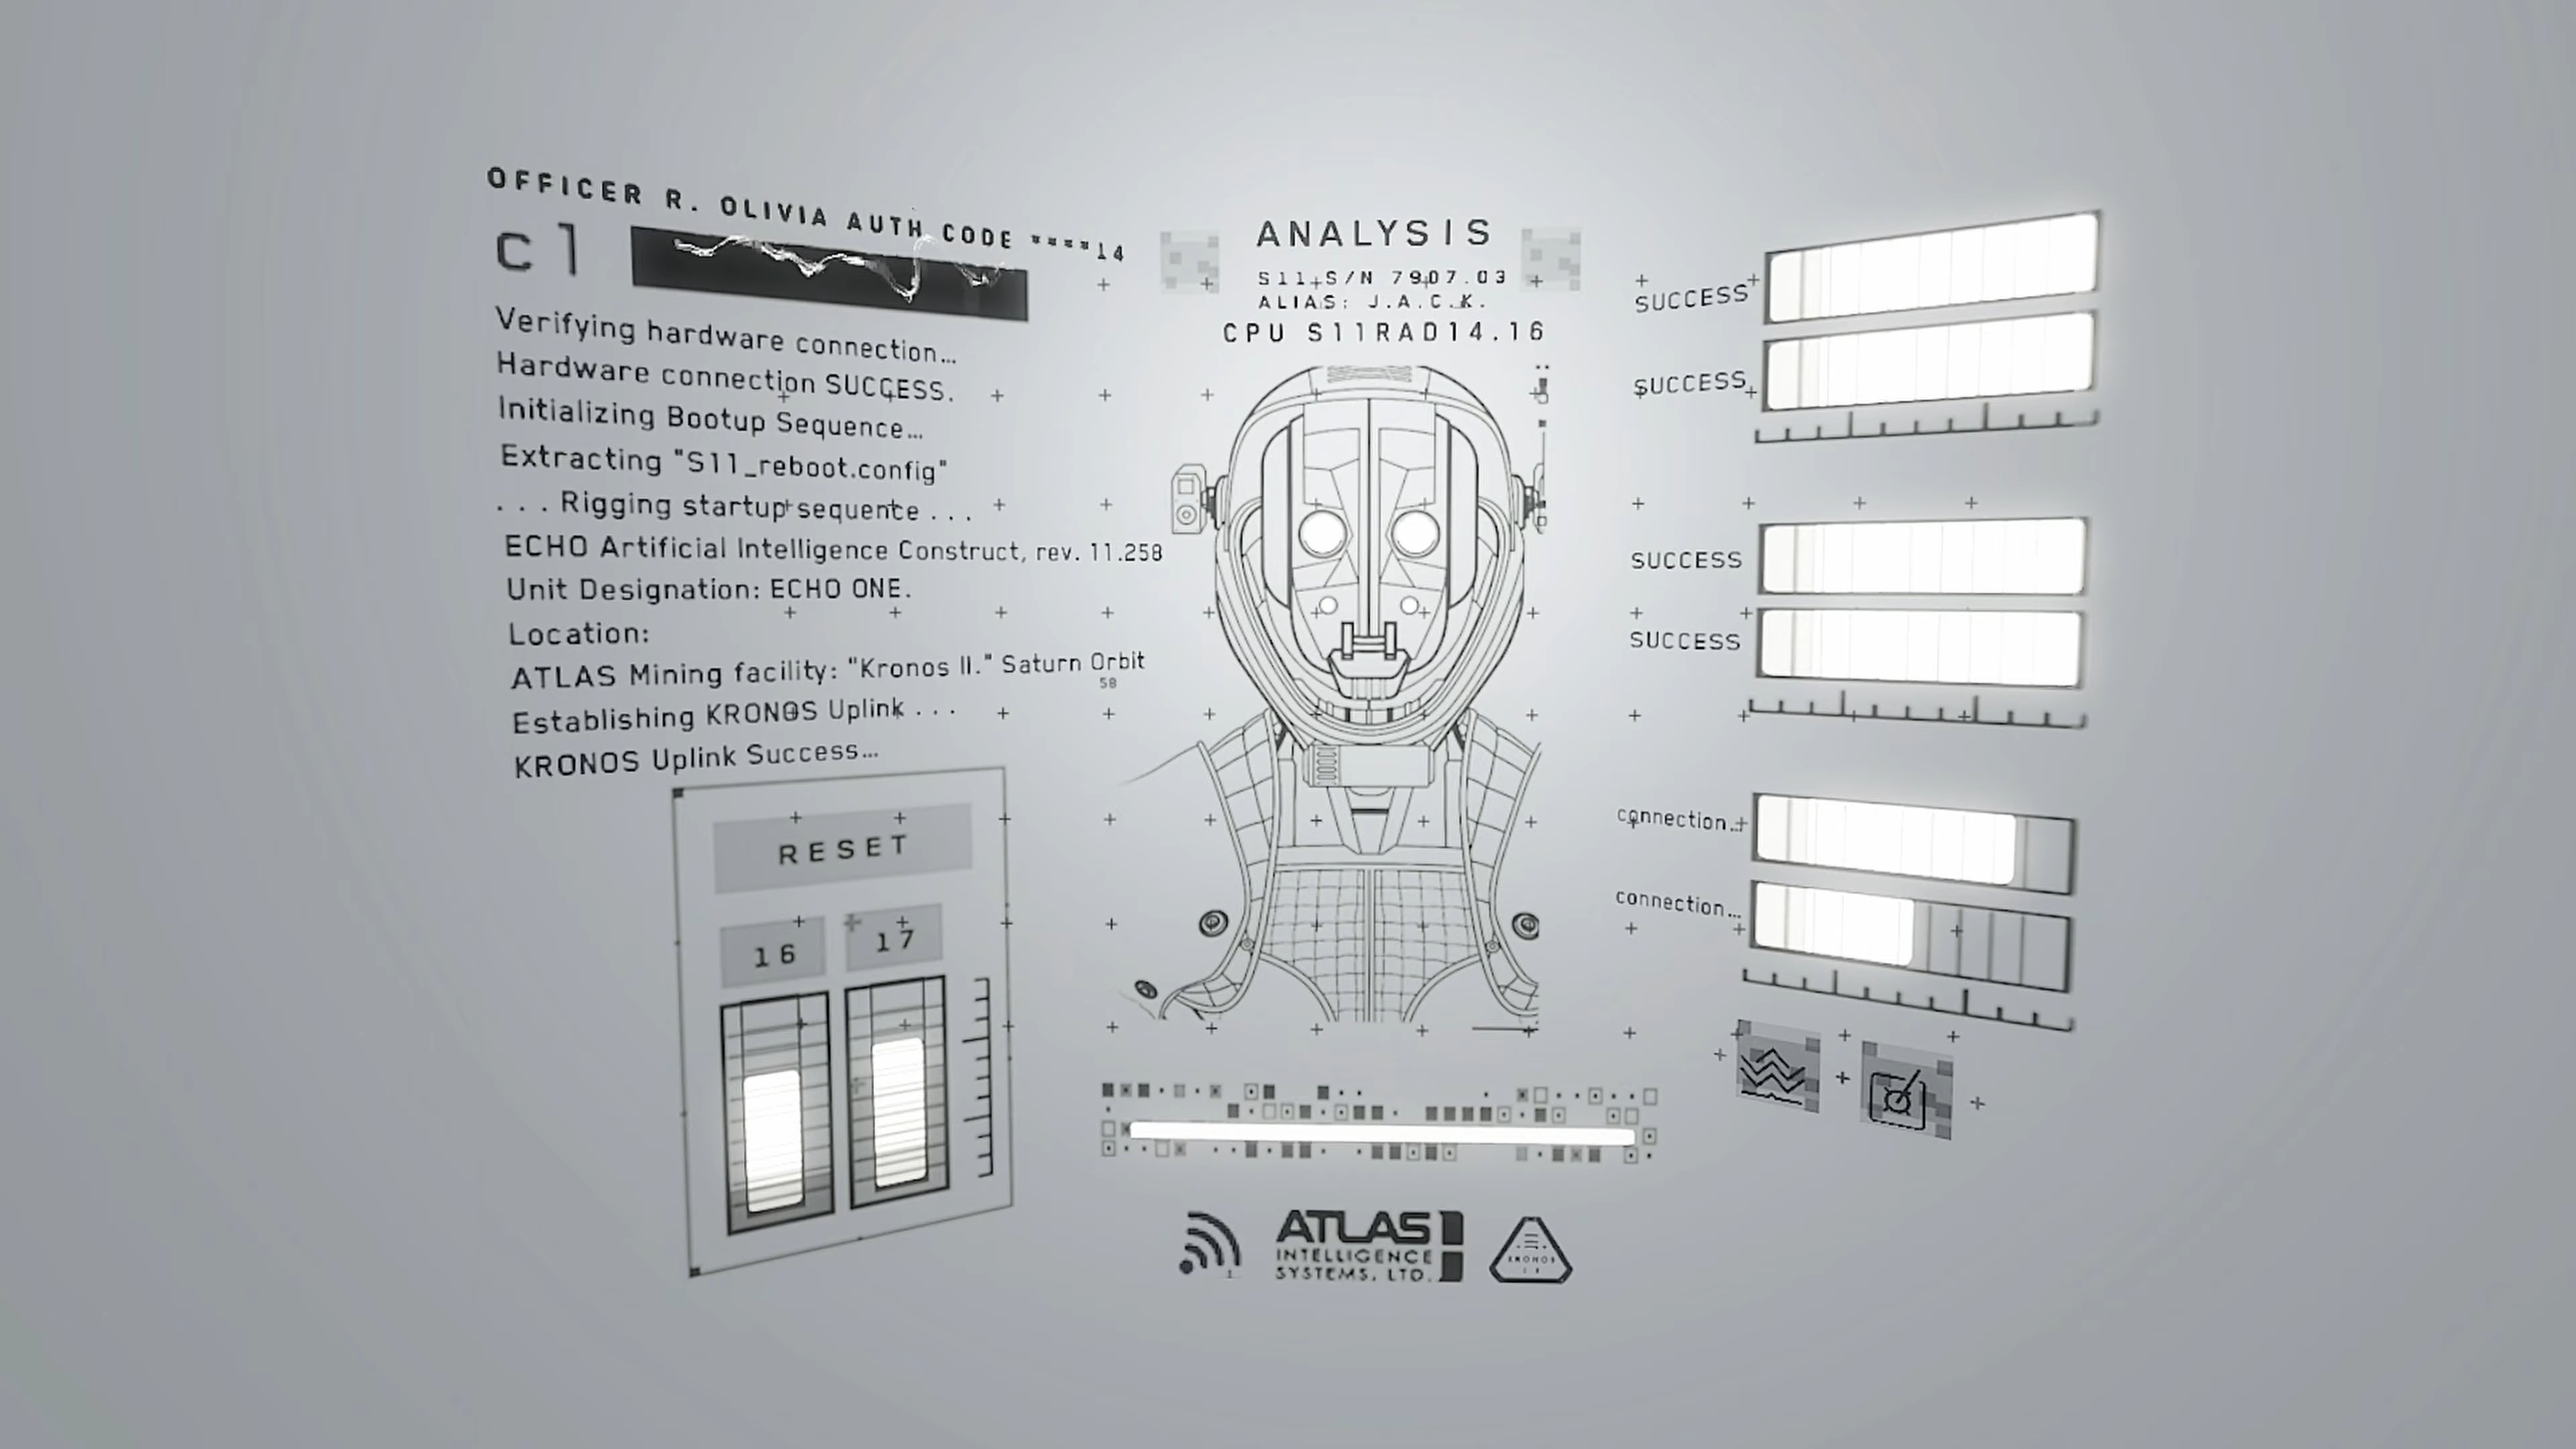 OFFICER R. OLIVIA AUTH CODE ****14
c1
Verifying hardware connection...
Hardware connection SUCCESS.
Initializing Bootup Sequence...
Extracting "S11_reboot.config"
. . . Rigging startup sequence . . .
ECHO Artificial Intelligence Construct, rev. 11.258
Unit Designation: ECHO ONE.
Location:
ATLAS Mining facility: "Kronos II." Saturn Orbit
58
Establishing KRONOS Uplink . . .
KRONOS Uplink Success...
RESET
16 17
ANALYSIS
S11 S/N 7907.03
ALIAS: J.A.C.K.
CPU S11RAD14.16
SUCCESS
SUCCESS
SUCCESS
SUCCESS
connection...
connection...
ATLAS
INTELLIGENCE
SYSTEMS, LTD.
KRONOS